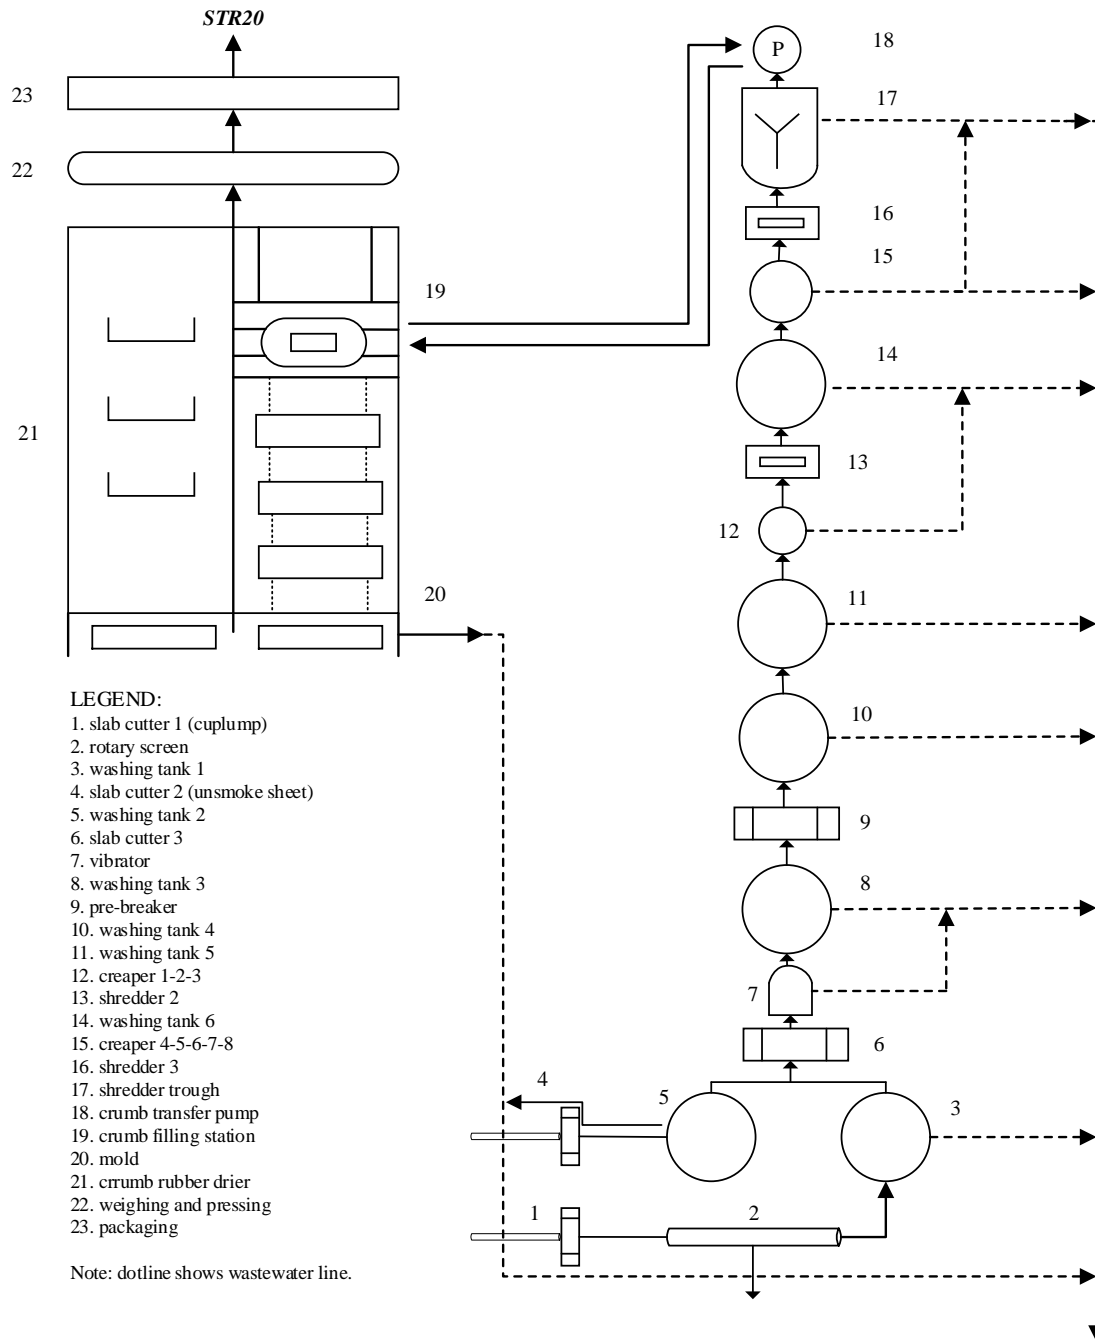 STR20
P
18
23
17
22
16
15
19
14
21
13
12
20
11
10
9
8
7
6
4
5
3
1
2
LEGEND:
1. slab cutter 1 (cuplump)
2. rotary screen
3. washing tank 1
4. slab cutter 2 (unsmoke sheet)
5. washing tank 2
6. slab cutter 3
7. vibrator
8. washing tank 3
9. pre-breaker
10. washing tank 4
11. washing tank 5
12. creaper 1-2-3
13. shredder 2
14. washing tank 6
15. creaper 4-5-6-7-8
16. shredder 3
17. shredder trough
18. crumb transfer pump
19. crumb filling station
20. mold
21. crrumb rubber drier
22. weighing and pressing
23. packaging
Note: dotline shows wastewater line.